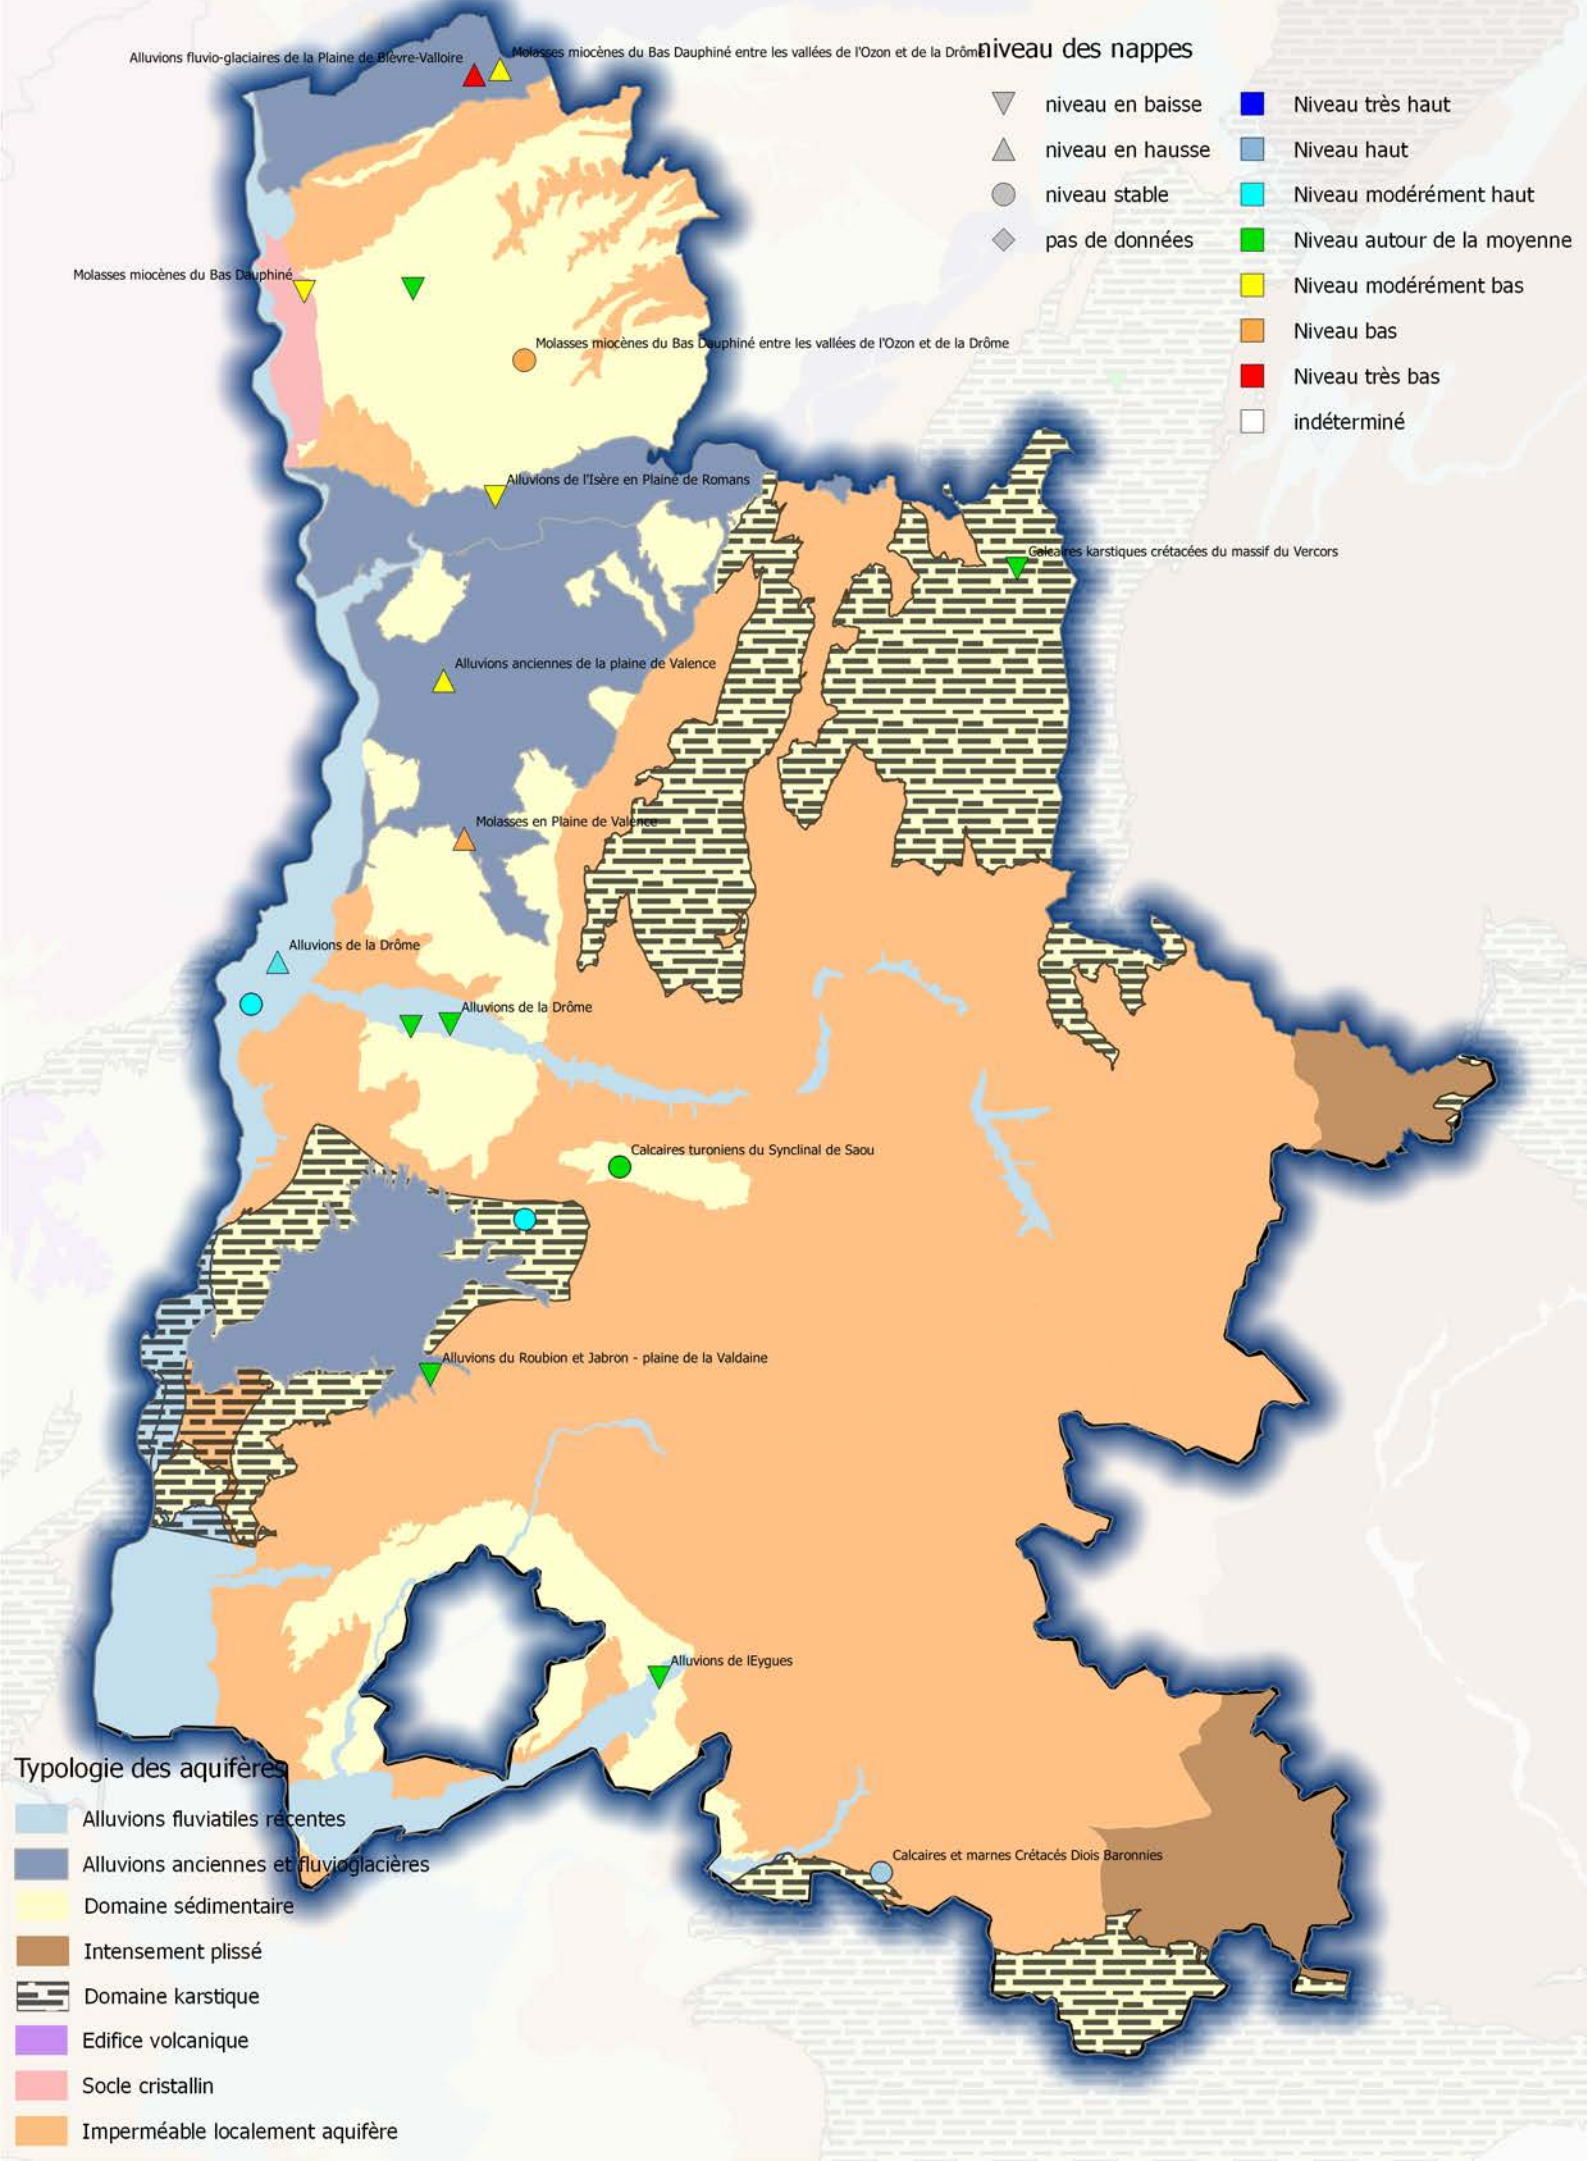 niveau des nappes
niveau en baisse
niveau en hausse
niveau stable
pas de données
Niveau très haut
Niveau haut
Niveau modérément haut
Niveau autour de la moyenne
Niveau modérément bas
Niveau bas
Niveau très bas
indéterminé
Alluvions fluvio-glaciaires de la Plaine de Bièvre-Valloire
Molasses miocènes du Bas Dauphiné entre les vallées de l'Ozon et de la Drôme
Molasses miocènes du Bas Dauphiné
Molasses miocènes du Bas Dauphiné entre les vallées de l'Ozon et de la Drôme
Alluvions de l'Isère en Plaine de Romans
Calcaires karstiques crétacées du massif du Vercors
Alluvions anciennes de la plaine de Valence
Molasses en Plaine de Valence
Alluvions de la Drôme
Alluvions de la Drôme
Calcaires turoniens du Synclinal de Saou
Alluvions du Roubion et Jabron - plaine de la Valdaine
Alluvions de lEygues
Calcaires et marnes Crétacés Diois Baronnies
Typologie des aquifères
Alluvions fluviatiles récentes
Alluvions anciennes et fluvioglacières
Domaine sédimentaire
Intensement plissé
Domaine karstique
Edifice volcanique
Socle cristallin
Imperméable localement aquifère